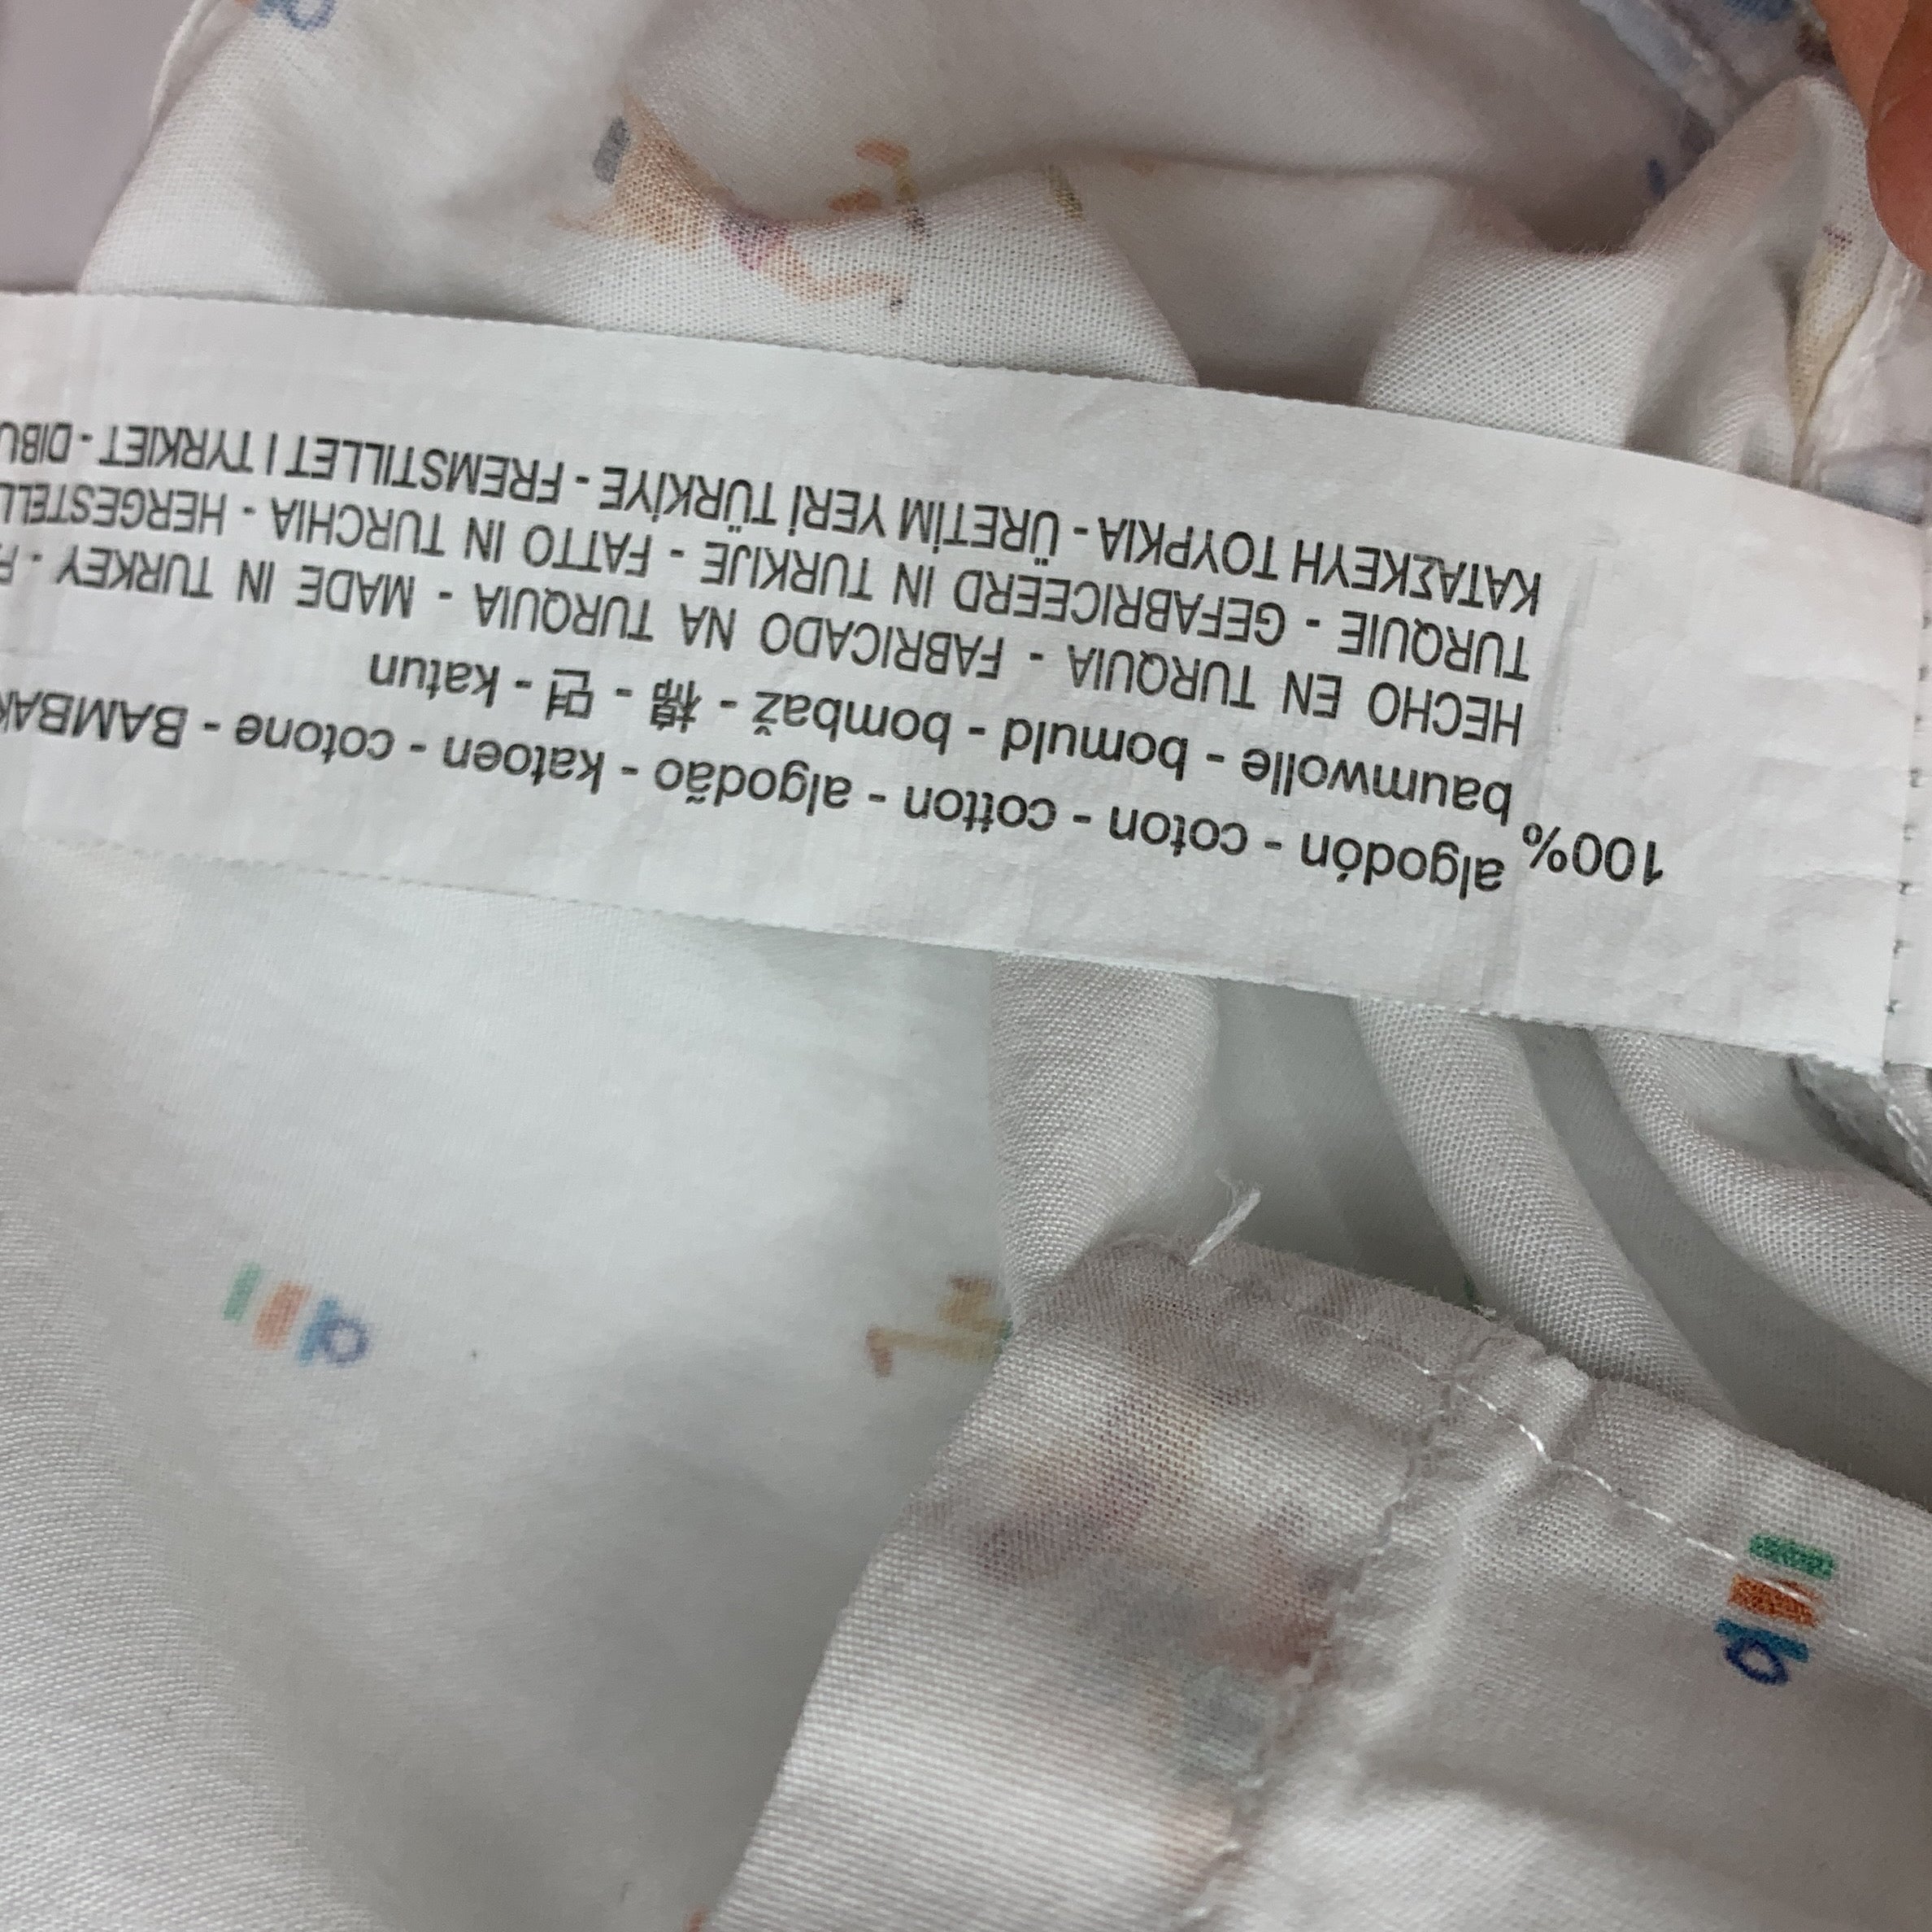 100% algodón - coton - cotton - algodão - katoen - cotone - BAMBAK
baumwolle - bomuld - bombaž - 棉 - 면 - katun
HECHO EN TURQUIA - FABRICADO NA TURQUIA - MADE IN TURKEY -
TURQUIE - GEFABRICEERD IN TURKIJE - FATTO IN TURCHIA - HERGESTELL
ΚΑΤΑΣΚΕΥΗ ΤΟΥΡΚΙΑ - ÜRETİM YERİ TÜRKİYE - FREMSTILLET I TYRKIET - DIBU